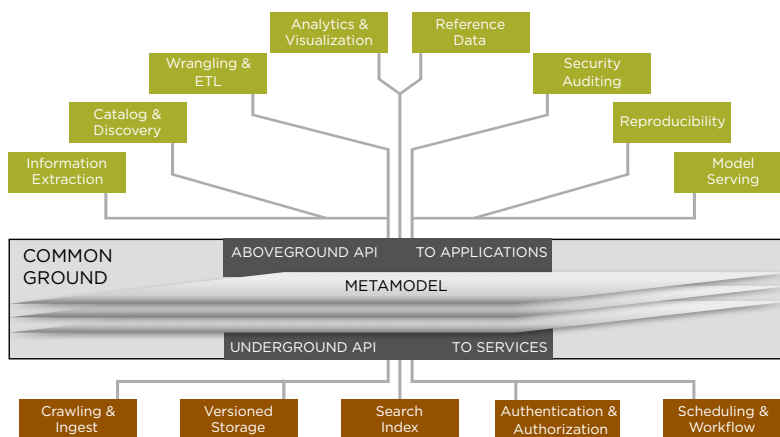 Analytics &
Visualization
Reference
Data
Wrangling &
ETL
Security
Auditing
Catalog &
Discovery
Reproducibility
Information
Extraction
Model
Serving
COMMON
GROUND
ABOVEGROUND API TO APPLICATIONS
METAMODEL
UNDERGROUND API TO SERVICES
Crawling &
Ingest
Versioned
Storage
Search
Index
Authentication &
Authorization
Scheduling &
Workflow